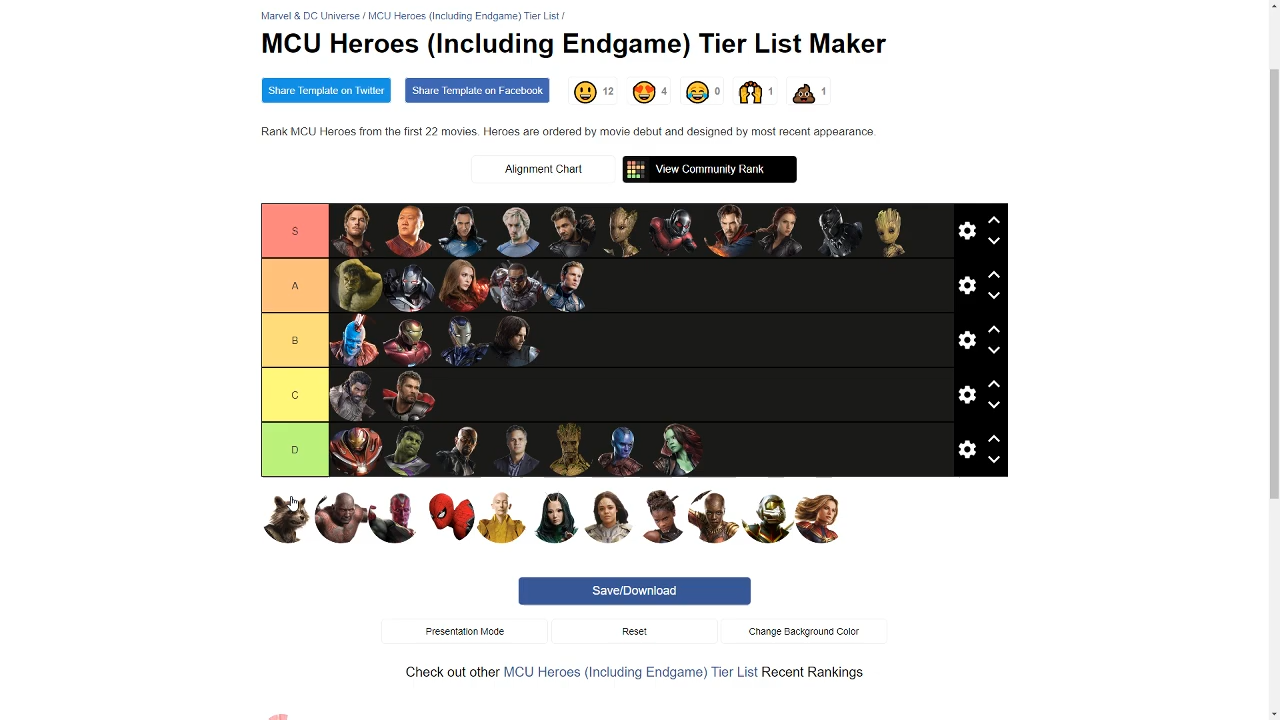 Marvel & DC Universe / MCU Heroes (Including Endgame) Tier List /
MCU Heroes (Including Endgame) Tier List Maker
Share Template on Twitter
Share Template on Facebook
12
4
0
1
1
Rank MCU Heroes from the first 22 movies. Heroes are ordered by movie debut and designed by most recent appearance.
Alignment Chart
View Community Rank
S
A
B
C
D
Save/Download
Presentation Mode
Reset
Change Background Color
Check out other MCU Heroes (Including Endgame) Tier List Recent Rankings